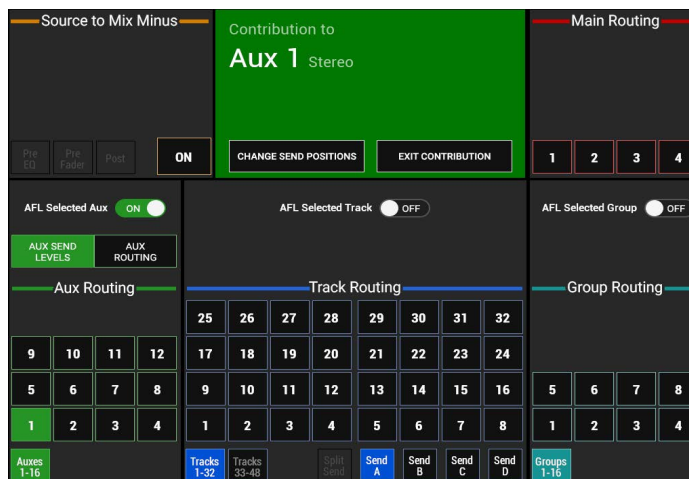 Source to Mix Minus
Pre
EQ
Pre
Fader
Post
ON
Contribution to
Aux 1 Stereo
CHANGE SEND POSITIONS
EXIT CONTRIBUTION
Main Routing
1 2 3 4
AFL Selected Aux ON
AUX SEND
LEVELS
AUX
ROUTING
Aux Routing
9 10 11 12
5 6 7 8
1 2 3 4
Auxes
1-16
AFL Selected Track OFF
Track Routing
25 26 27 28 29 30 31 32
17 18 19 20 21 22 23 24
9 10 11 12 13 14 15 16
1 2 3 4 5 6 7 8
Tracks
1-32
Tracks
33-48
Split
Send
Send
A
Send
B
Send
C
Send
D
AFL Selected Group OFF
Group Routing
5 6 7 8
1 2 3 4
Groups
1-16